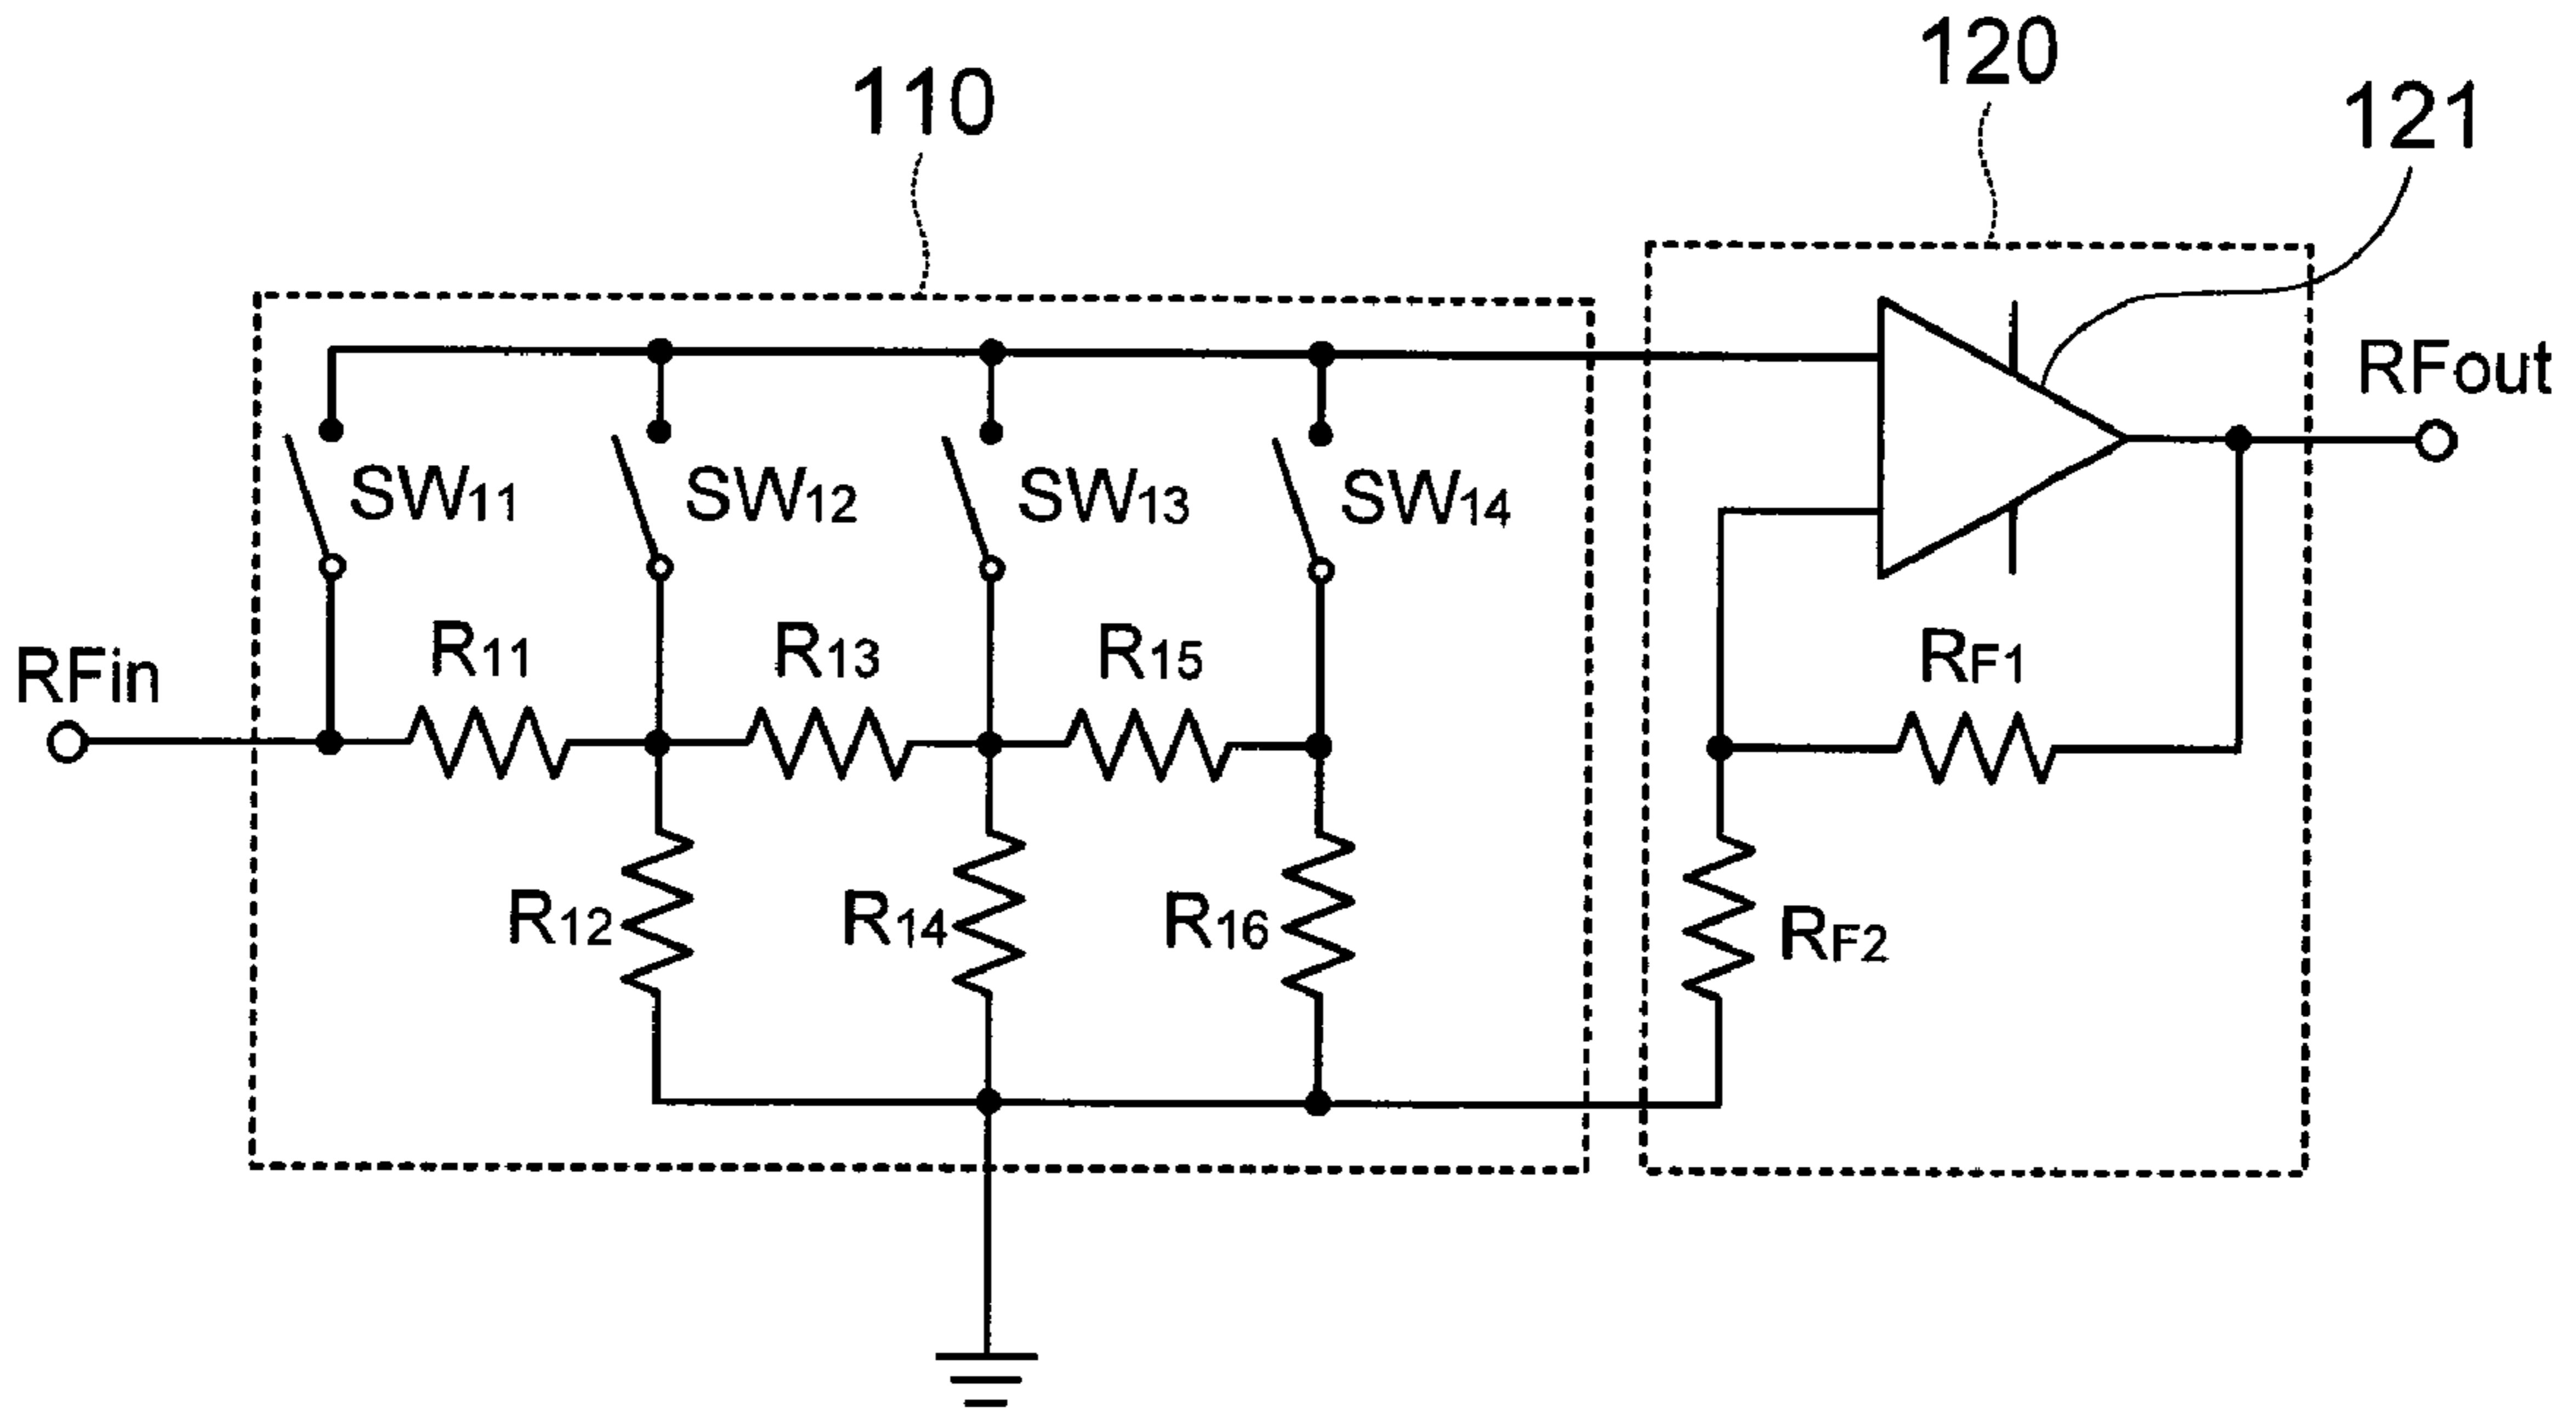 120
110
121
RFout
SW11 SW12 SW13 SW14
R11 R13 R15 RF1
RFin
R12 R14 R16 RF2